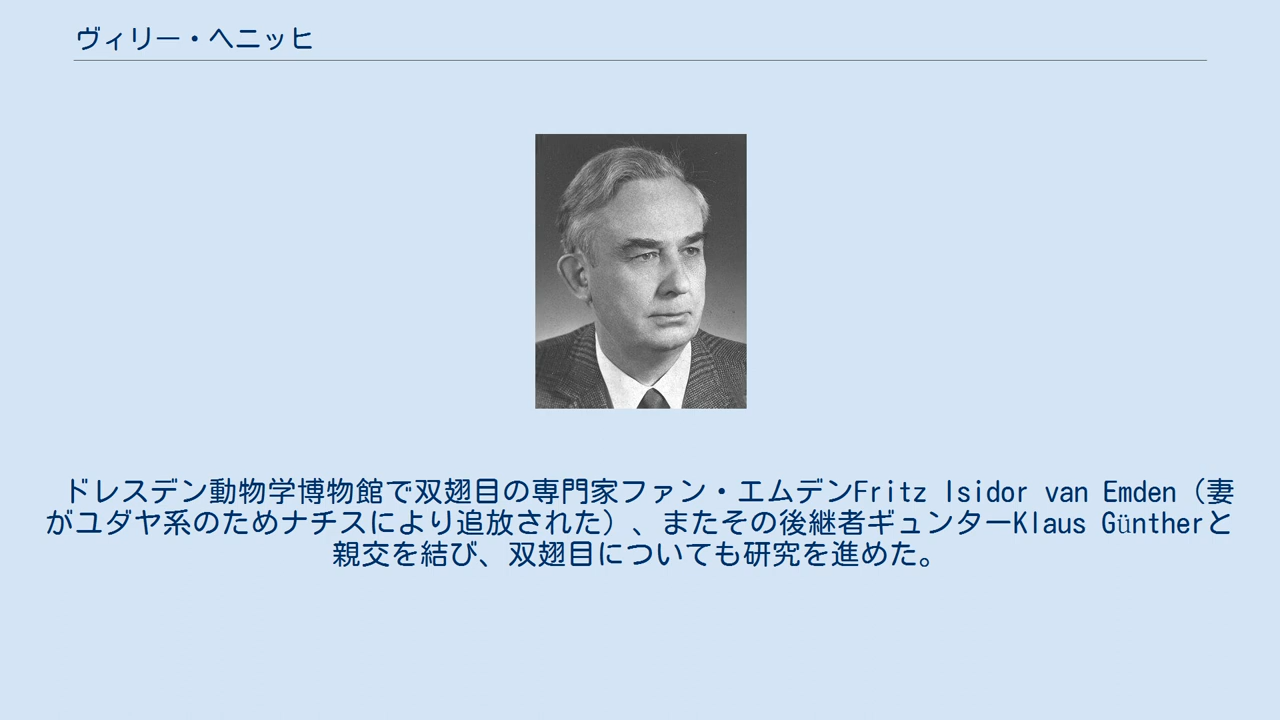 ヴィリー・ヘニッヒ
ドレスデン動物学博物館で双翅目の専門家ファン・エムデンFritz Isidor van Emden（妻
がユダヤ系のためナチスにより追放された）、またその後継者ギュンターKlaus Güntherと
親交を結び、双翅目についても研究を進めた。